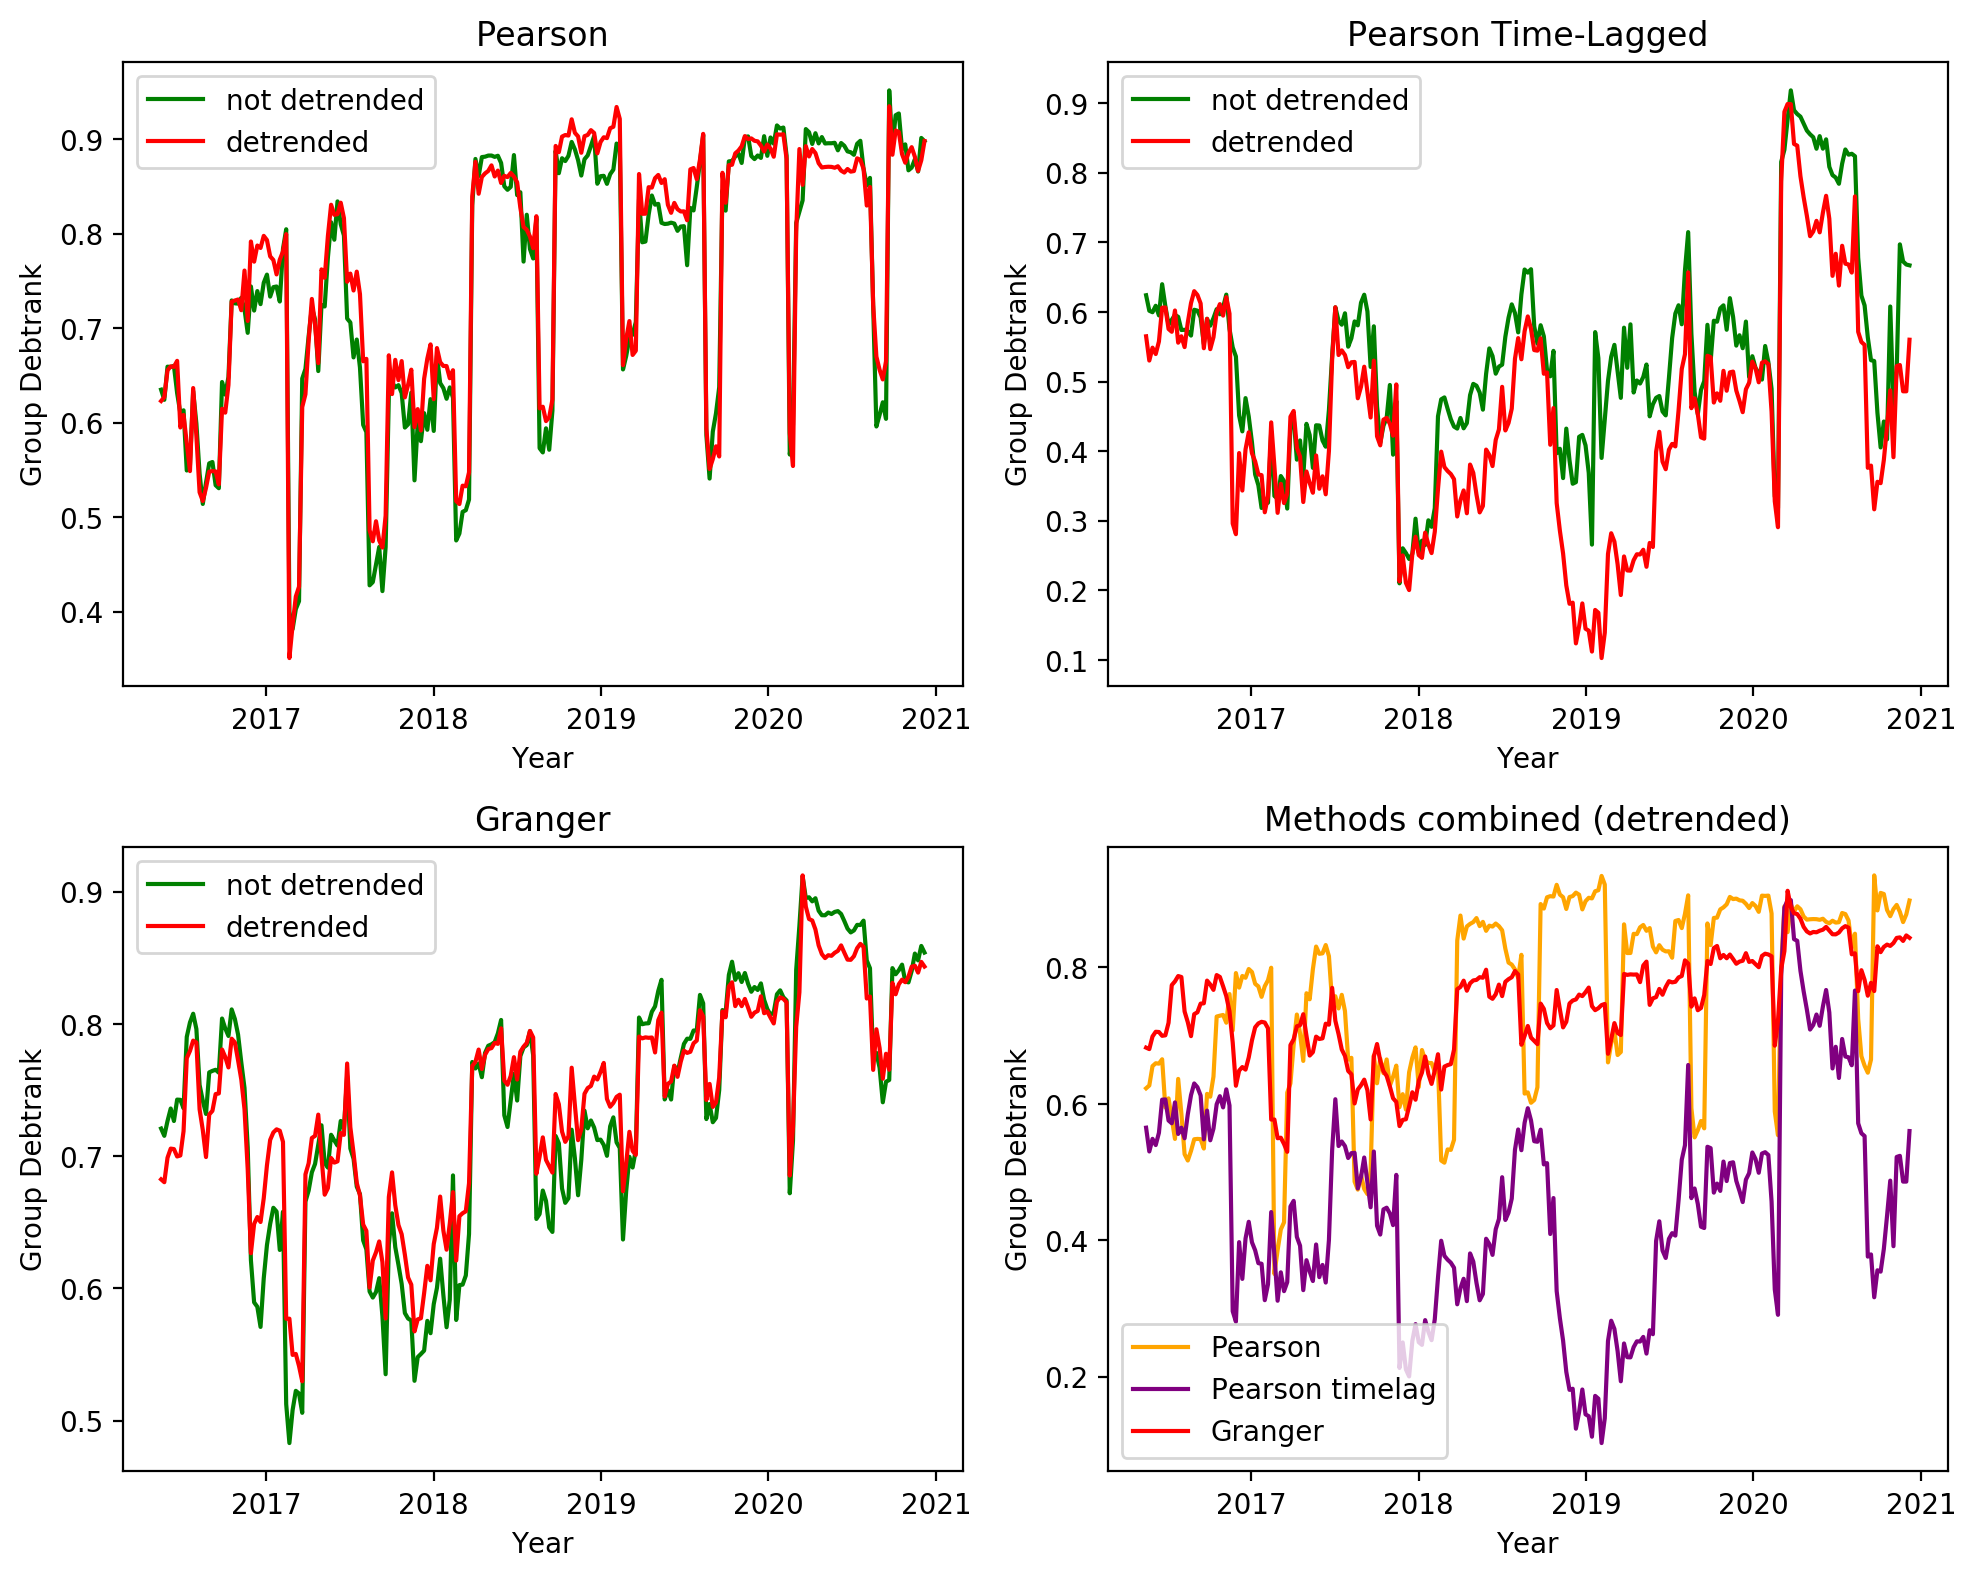 Pearson
not detrended
detrended
Group Debtrank
0.9
0.8
0.7
0.6
0.5
0.4
2017 2018 2019 2020 2021
Year
Pearson Time-Lagged
not detrended
detrended
Group Debtrank
0.9
0.8
0.7
0.6
0.5
0.4
0.3
0.2
0.1
2017 2018 2019 2020 2021
Year
Granger
not detrended
detrended
Group Debtrank
0.9
0.8
0.7
0.6
0.5
2017 2018 2019 2020 2021
Year
Methods combined (detrended)
Group Debtrank
0.8
0.6
0.4
0.2
Pearson
Pearson timelag
Granger
2017 2018 2019 2020 2021
Year